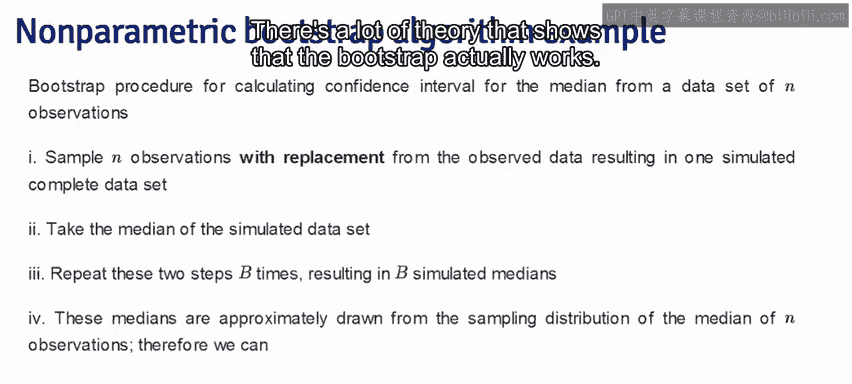 Nonparametric bootstrap algorithm example
There's a lot of theory that shows
that the bootstrap actually works.
Bootstrap procedure for calculating confidence interval for the median from a data set of n
observations
i. Sample n observations with replacement from the observed data resulting in one simulated
complete data set
ii. Take the median of the simulated data set
iii. Repeat these two steps B times, resulting in B simulated medians
iv. These medians are approximately drawn from the sampling distribution of the median of n
observations; therefore we can